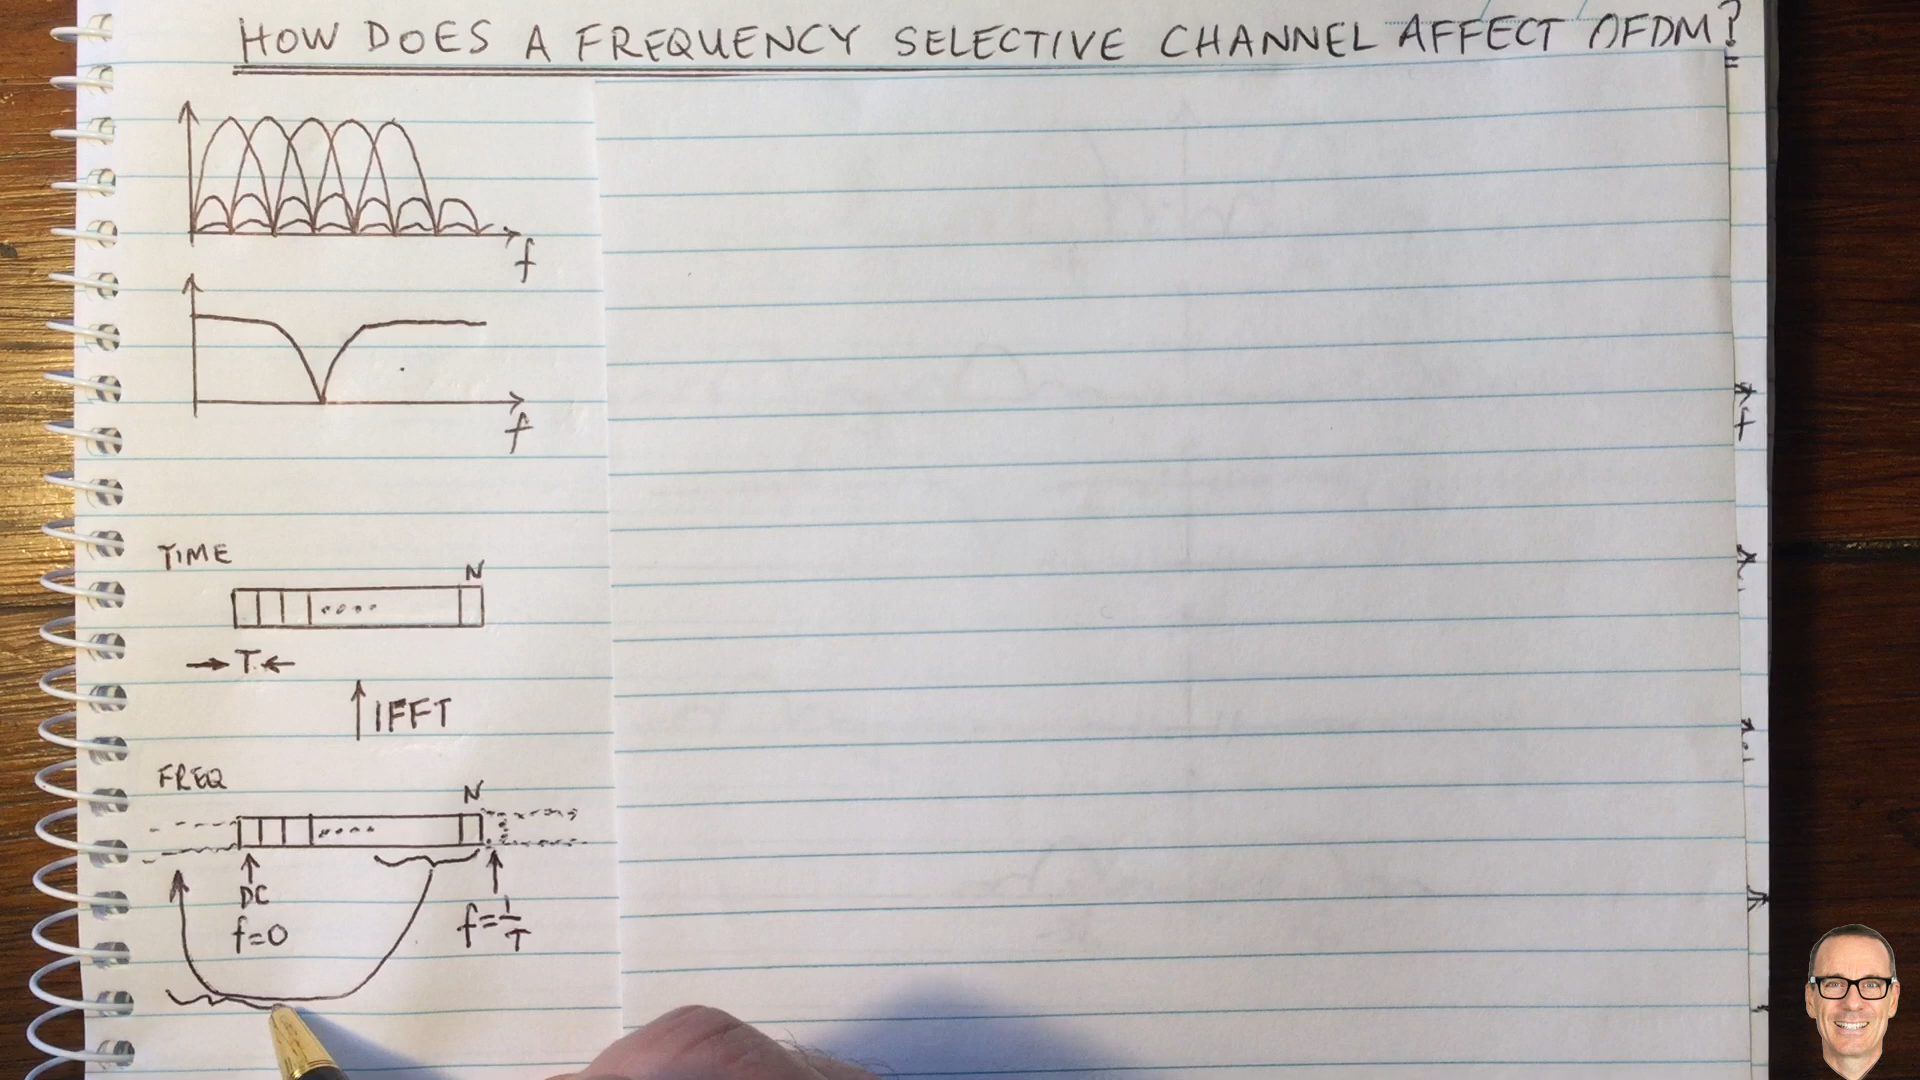 HOW DOES A FREQUENCY SELECTIVE CHANNEL AFFECT OFDM?
f
f
TIME
N
T
IFFT
FREQ
N
DC
f=0
f=1/T
f